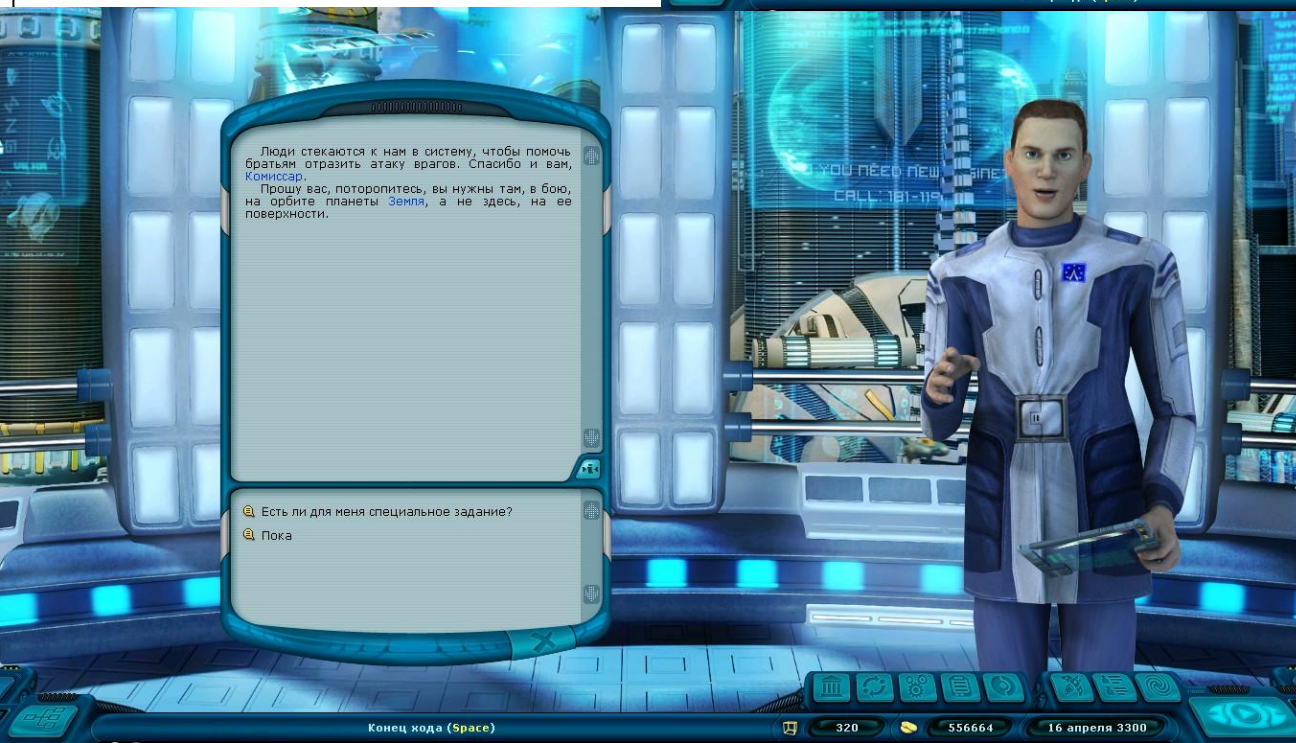 Люди стекаются к нам в систему, чтобы помочь
братьям отразить атаку врагов. Спасибо и вам,
Комиссар.
Прошу вас, поторопитесь, вы нужны там, в бою,
на орбите планеты Земля, а не здесь, на ее
поверхности.
YOU NEED NEW
CALL: 181-119
Есть ли для меня специальное задание?
Пока
Конец хода (Space)
320
556664
16 апреля 3300